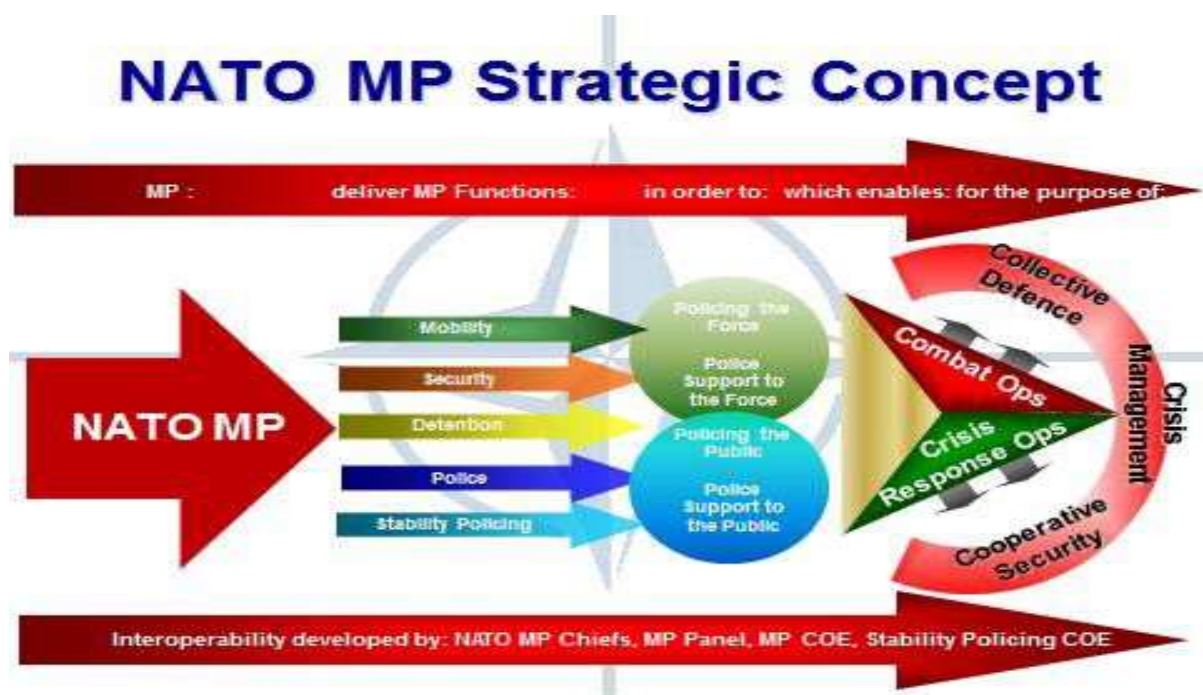 NATO MP Strategic Concept
MP : deliver MP Functions: in order to: which enables: for the purpose of:
NATO MP
Mobility
Security
Detention
Police
Stability Policing
Policing the
Force
Police
Support to
the Force
Policing the
Public
Police
Support to
the Public
Combat Ops
Crisis
Response Ops
Collective
Defence
Crisis
Management
Cooperative
Security
Interoperability developed by: NATO MP Chiefs, MP Panel, MP COE, Stability Policing COE